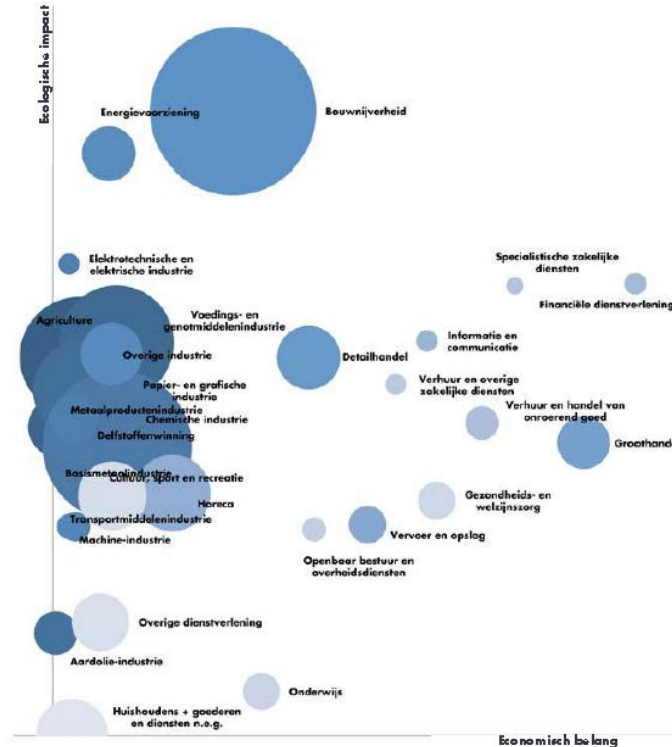 Ecologische impact
Energievoorziening
Bouwnijverheid
Elektrotechnische en
elektrische industrie
Specialistische zakelijke
diensten
Financiële dienstverlening
Agriculture
Voedings- en
genotmiddelenindustrie
Overige industrie
Detailhandel
Informatie en
communicatie
Papier- en grafische
industrie
Verhuur en overige
zakelijke diensten
Metaalproductenindustrie
Chemische industrie
Verhuur en handel van
onroerend goed
Delfstoffenwinning
Groothande
Basismetaalindustrie
Cultuur, sport en recreatie
Horeca
Gezondheids- en
welzijnszorg
Transportmiddelenindustrie
Machine-industrie
Vervoer en opslag
Openbaar bestuur en
overheidsdiensten
Overige dienstverlening
Aardolie-industrie
Onderwijs
Huishoudens + goederen
en diensten n.e.g.
Economisch belang